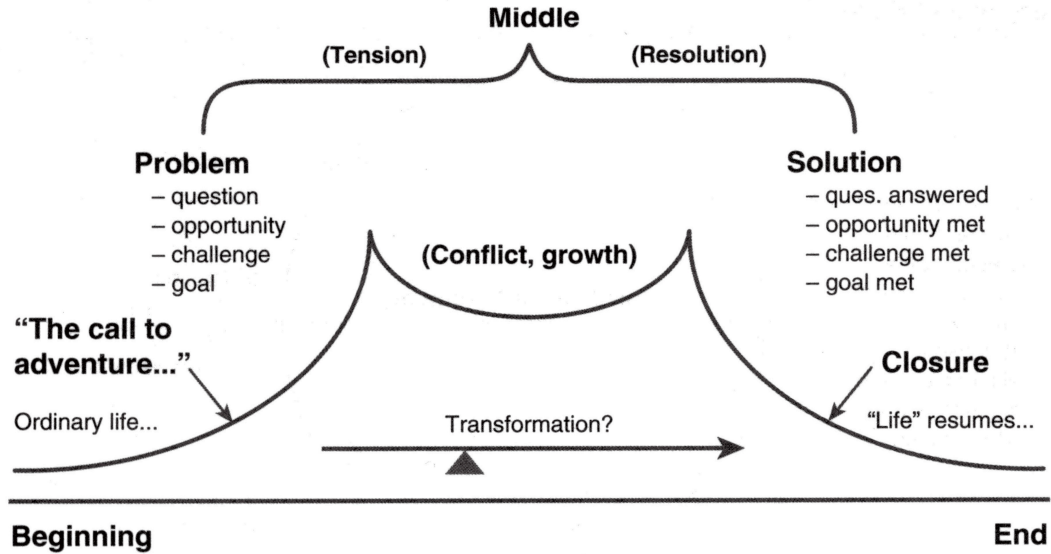 Middle
(Tension)
(Resolution)
Problem
– question
– opportunity
– challenge
– goal
Solution
– ques. answered
– opportunity met
– challenge met
– goal met
(Conflict, growth)
“The call to
adventure...”
Closure
Ordinary life...
Transformation?
“Life” resumes...
Beginning
End